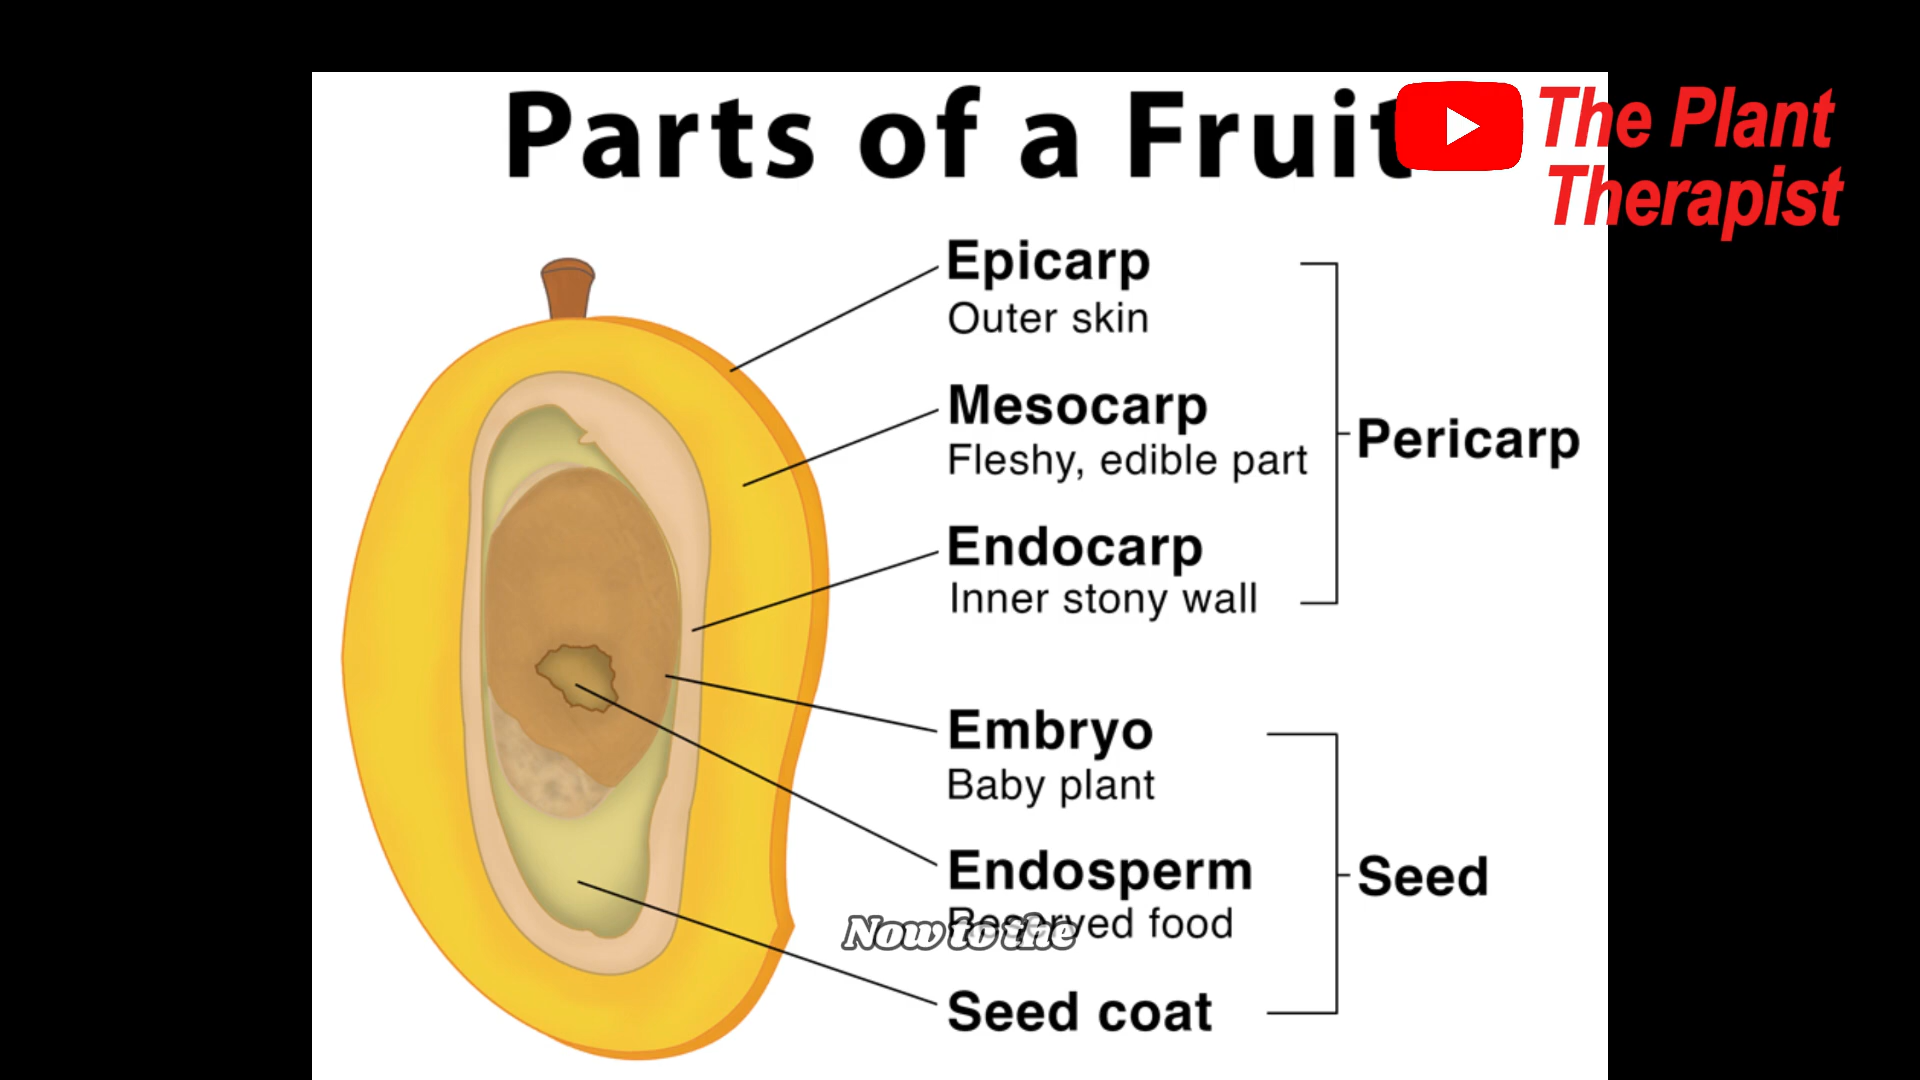 Parts of a Fruit
The Plant
Therapist
Epicarp
Outer skin
Mesocarp
Fleshy, edible part
Endocarp
Inner stony wall
Pericarp
Embryo
Baby plant
Endosperm
Reserved food
Now to the
Seed coat
Seed